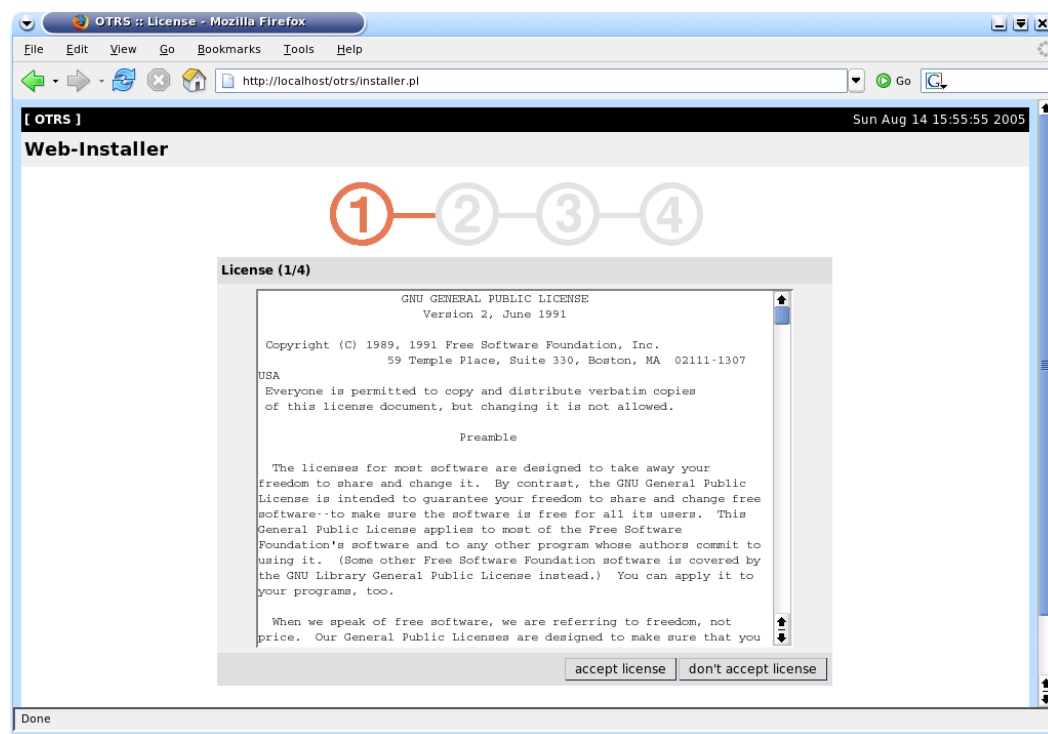 OTRS :: License - Mozilla Firefox
File Edit View Go Bookmarks Tools Help
http://localhost/otrs/installer.pl Go G
[ OTRS ] Sun Aug 14 15:55:55 2005
Web-Installer
1 2 3 4
License (1/4)
GNU GENERAL PUBLIC LICENSE
Version 2, June 1991
Copyright (C) 1989, 1991 Free Software Foundation, Inc.
59 Temple Place, Suite 330, Boston, MA 02111-1307
USA
Everyone is permitted to copy and distribute verbatim copies
of this license document, but changing it is not allowed.
Preamble
The licenses for most software are designed to take away your
freedom to share and change it. By contrast, the GNU General Public
License is intended to guarantee your freedom to share and change free
software--to make sure the software is free for all its users. This
General Public License applies to most of the Free Software
Foundation's software and to any other program whose authors commit to
using it. (Some other Free Software Foundation software is covered by
the GNU Library General Public License instead.) You can apply it to
your programs, too.
When we speak of free software, we are referring to freedom, not
price. Our General Public Licenses are designed to make sure that you
accept license don't accept license
Done